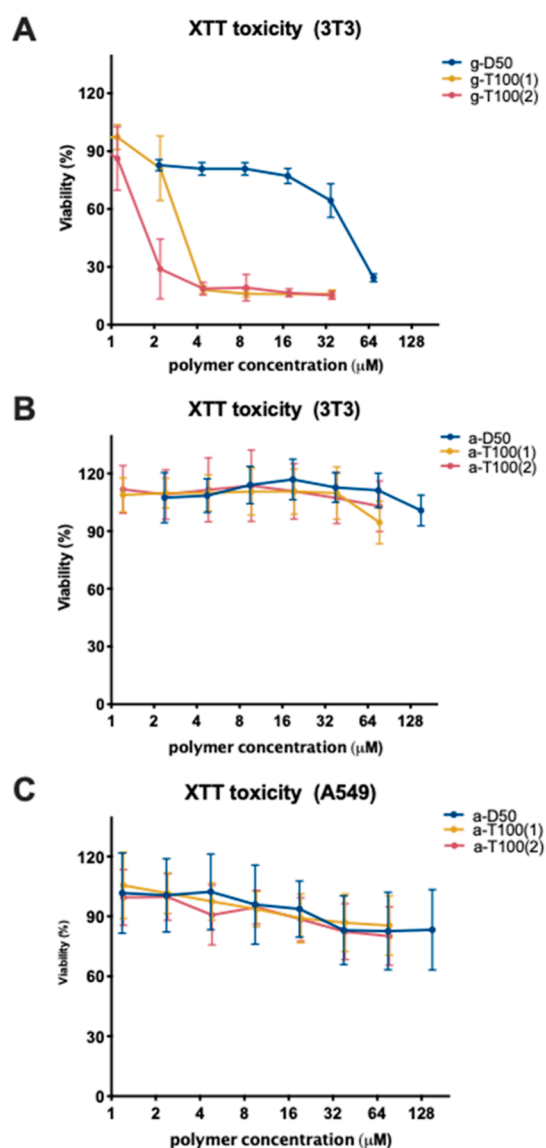 A
XTT toxicity (3T3)
g-D50
g-T100(1)
g-T100(2)
Viability (%)
120
90
60
30
0
1 2 4 8 16 32 64 128
polymer concentration (μM)
B
XTT toxicity (3T3)
a-D50
a-T100(1)
a-T100(2)
Viability (%)
120
90
60
30
0
1 2 4 8 16 32 64 128
polymer concentration (μM)
C
XTT toxicity (A549)
a-D50
a-T100(1)
a-T100(2)
Viability (%)
120
90
60
30
0
1 2 4 8 16 32 64 128
polymer concentration (μM)